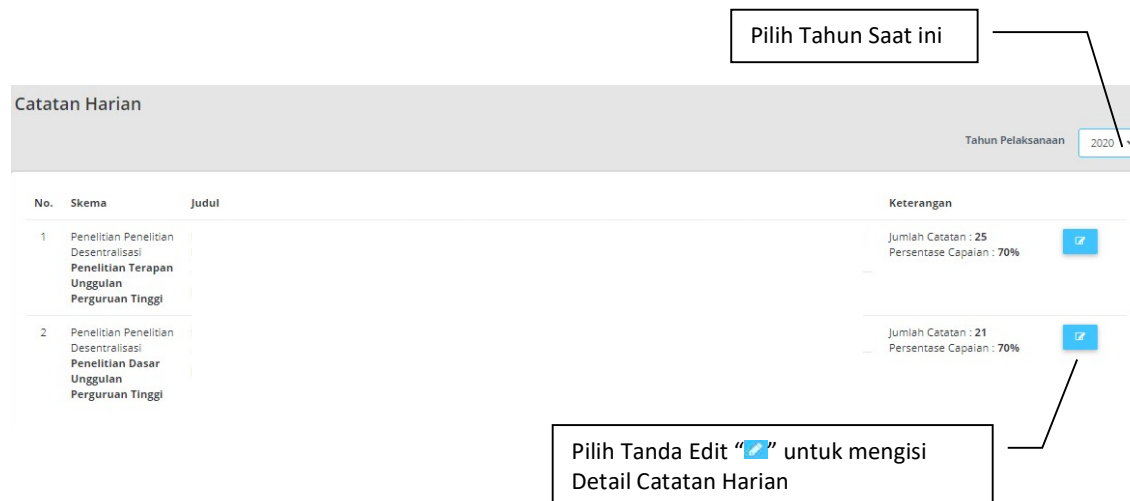 Pilih Tahun Saat ini
Catatan Harian
Tahun Pelaksanaan 2020
No. Skema Judul Keterangan
1 Penelitian Penelitian Jumlah Catatan : 25
Desentralisasi Persentase Capaian : 70%
Penelitian Terapan
Unggulan
Perguruan Tinggi
2 Penelitian Penelitian Jumlah Catatan : 21
Desentralisasi Persentase Capaian : 70%
Penelitian Dasar
Unggulan
Perguruan Tinggi
Pilih Tanda Edit “” untuk mengisi
Detail Catatan Harian